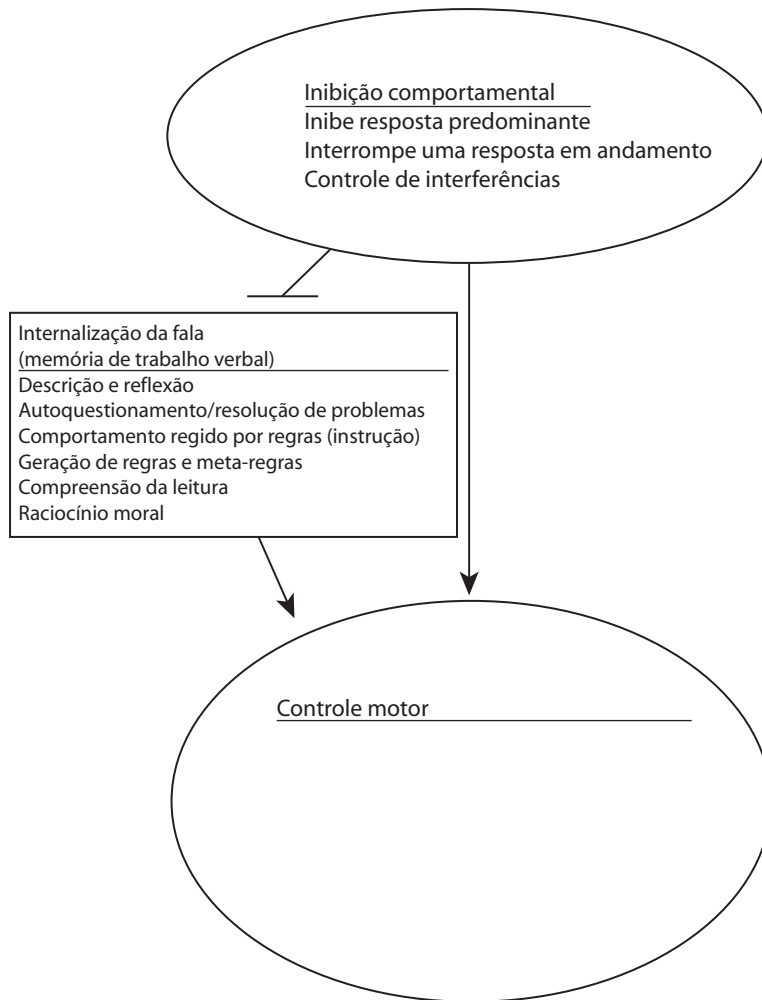 Inibição comportamental
Inibe resposta predominante
Interrompe uma resposta em andamento
Controle de interferências
Internalização da fala
(memória de trabalho verbal)
Descrição e reflexão
Autoquestionamento/resolução de problemas
Comportamento regido por regras (instrução)
Geração de regras e meta-regras
Compreensão da leitura
Raciocínio moral
Controle motor